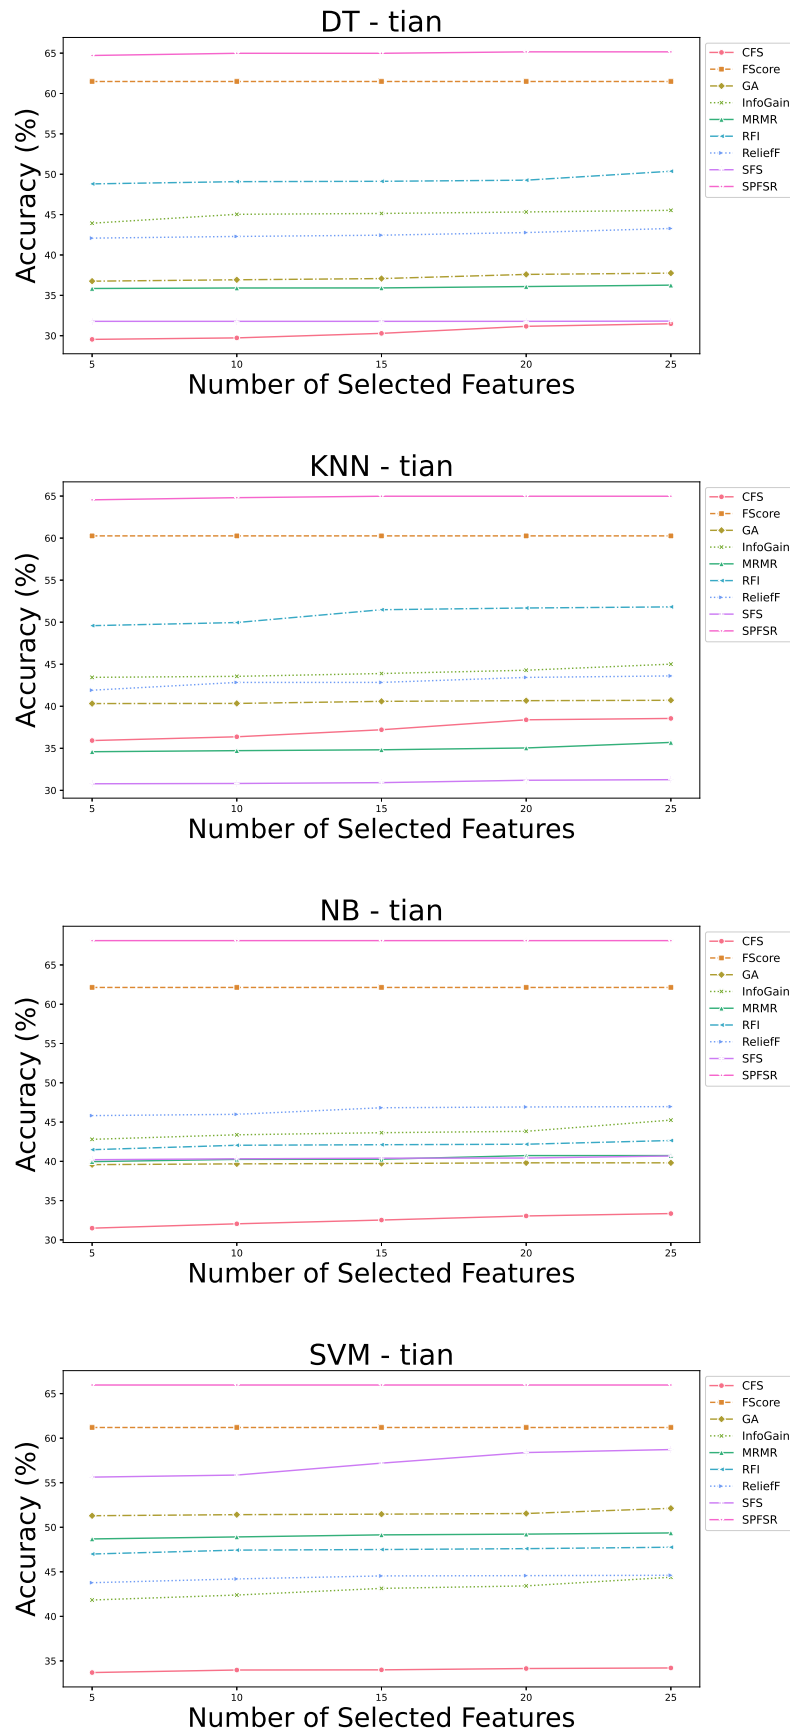 DT - tian
Accuracy (%)
65
60
55
50
45
40
35
30
5 10 15 20 25
Number of Selected Features
CFS
FScore
GA
InfoGain
MRMR
RFI
ReliefF
SFS
SPFSR
KNN - tian
Accuracy (%)
65
60
55
50
45
40
35
30
5 10 15 20 25
Number of Selected Features
CFS
FScore
GA
InfoGain
MRMR
RFI
ReliefF
SFS
SPFSR
NB - tian
Accuracy (%)
65
60
55
50
45
40
35
30
5 10 15 20 25
Number of Selected Features
CFS
FScore
GA
InfoGain
MRMR
RFI
ReliefF
SFS
SPFSR
SVM - tian
Accuracy (%)
65
60
55
50
45
40
35
5 10 15 20 25
Number of Selected Features
CFS
FScore
GA
InfoGain
MRMR
RFI
ReliefF
SFS
SPFSR